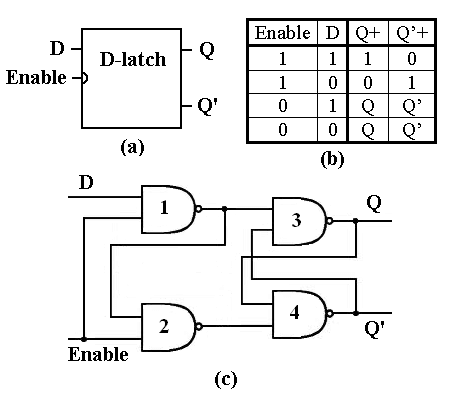 D
Enable
D-latch
Q
Q'
(a)
Enable D Q+ Q’+
1 1 1 0
1 0 0 1
0 1 Q Q’
0 0 Q Q’
(b)
D
1
3
Q
2
4
Enable
Q'
(c)